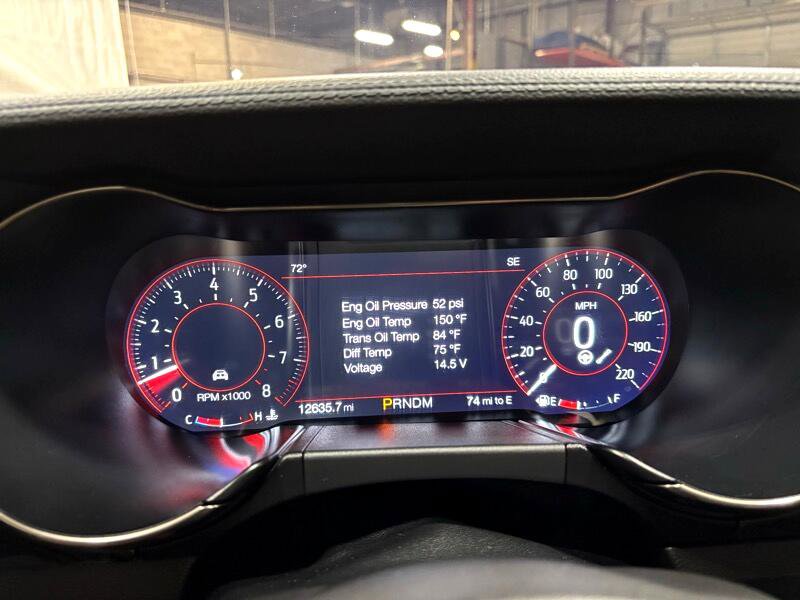 72°
SE
Eng Oil Pressure 52 psi
Eng Oil Temp 150 °F
Trans Oil Temp 84 °F
Diff Temp 75 °F
Voltage 14.5 V
0 1 2 3 4 5 6 7 8
RPM x1000
C H
0 20 40 60 80 100 130 160 190 220
MPH
0
E F
12635.7 mi
PRNDM
74 mi to E